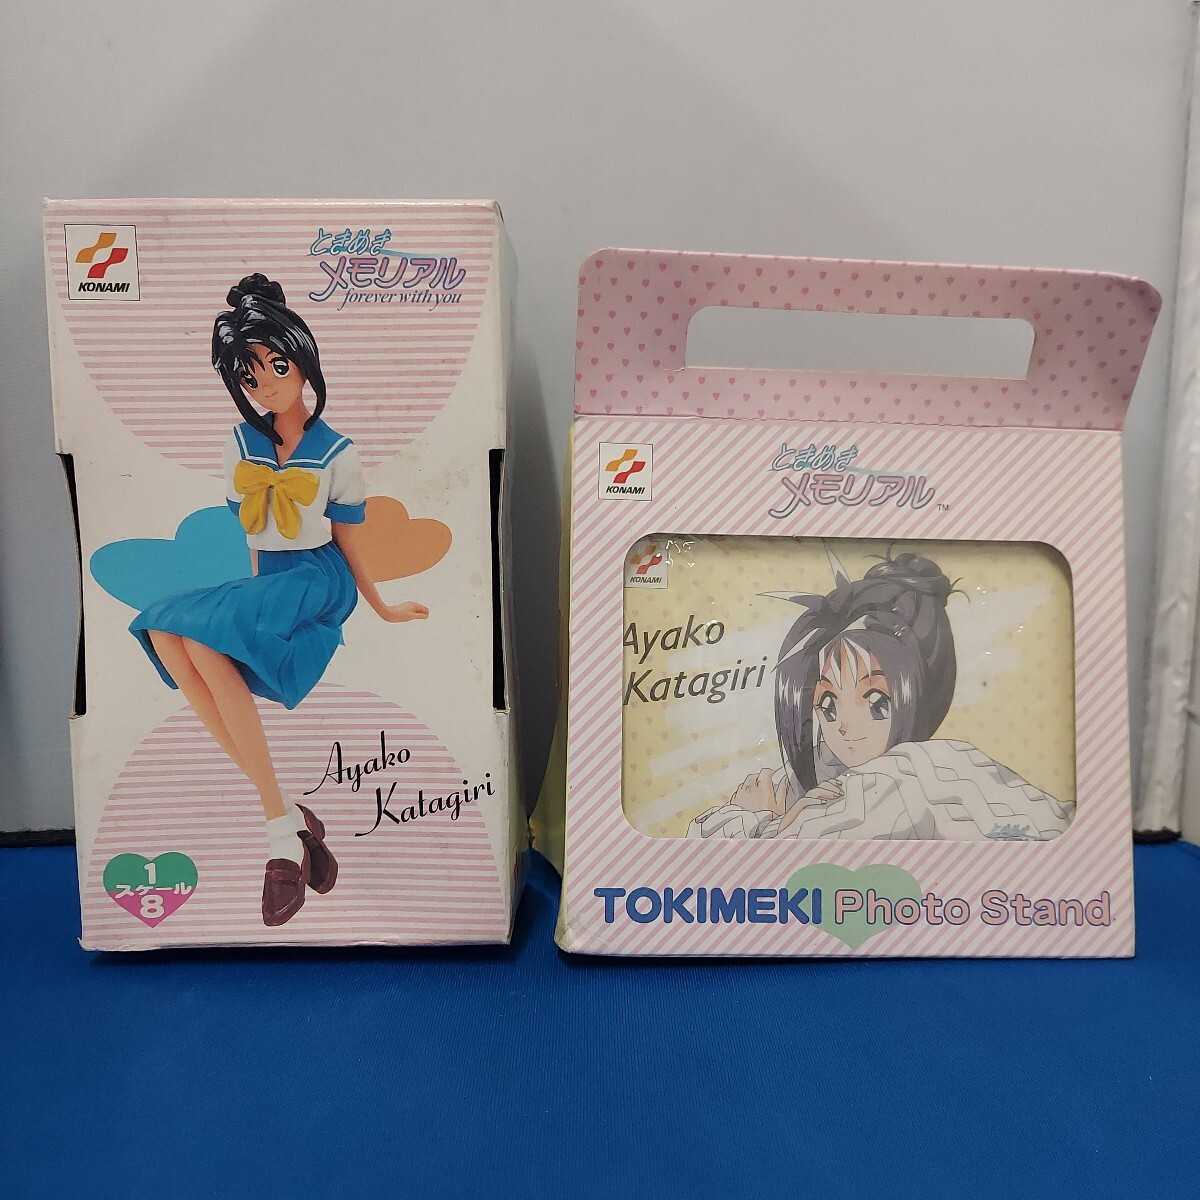 KONAMI
ときめき
メモリアル
forever with you
Ayako
Katagiri
1
スケール
8
KONAMI
ときめき
メモリアル
TM
KONAMI
Ayako
Katagiri
TOKIMEKI Photo Stand